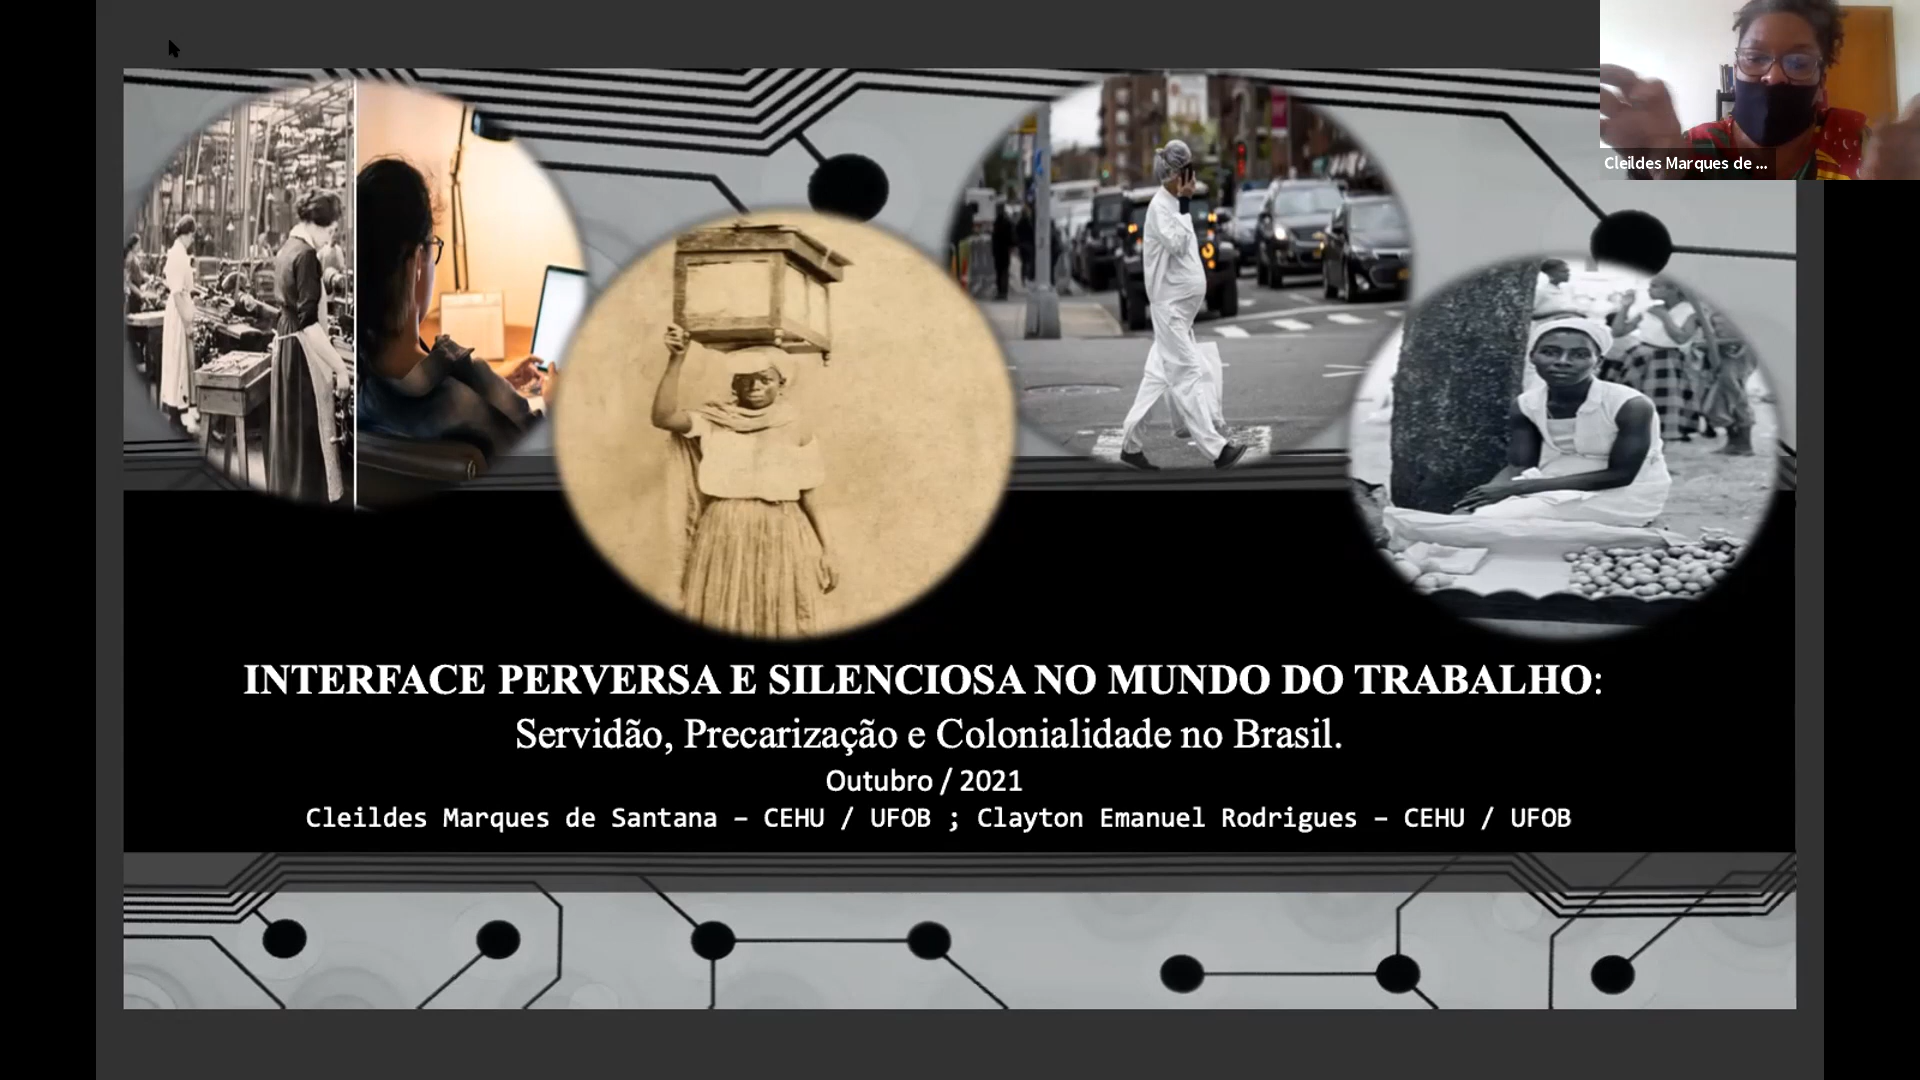 Cleildes Marques de ...
INTERFACE PERVERSA E SILENCIOSA NO MUNDO DO TRABALHO:
Servidão, Precarização e Colonialidade no Brasil.
Outubro / 2021
Cleildes Marques de Santana – CEHU / UFOB ; Clayton Emanuel Rodrigues – CEHU / UFOB